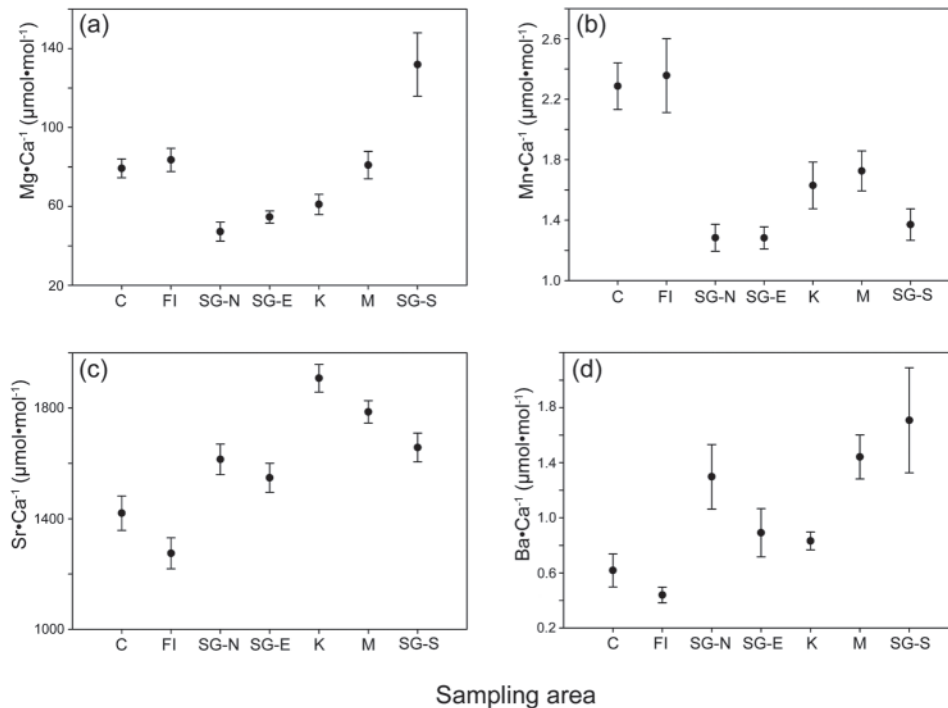 (a)
Mg•Ca⁻¹ (µmol•mol⁻¹)
140
100
60
20
C FI SG-N SG-E K M SG-S
(b)
Mn•Ca⁻¹ (µmol•mol⁻¹)
2.6
2.2
1.8
1.4
1.0
C FI SG-N SG-E K M SG-S
(c)
Sr•Ca⁻¹ (µmol•mol⁻¹)
1800
1400
1000
C FI SG-N SG-E K M SG-S
(d)
Ba•Ca⁻¹ (µmol•mol⁻¹)
1.8
1.4
1.0
0.6
0.2
C FI SG-N SG-E K M SG-S
Sampling area